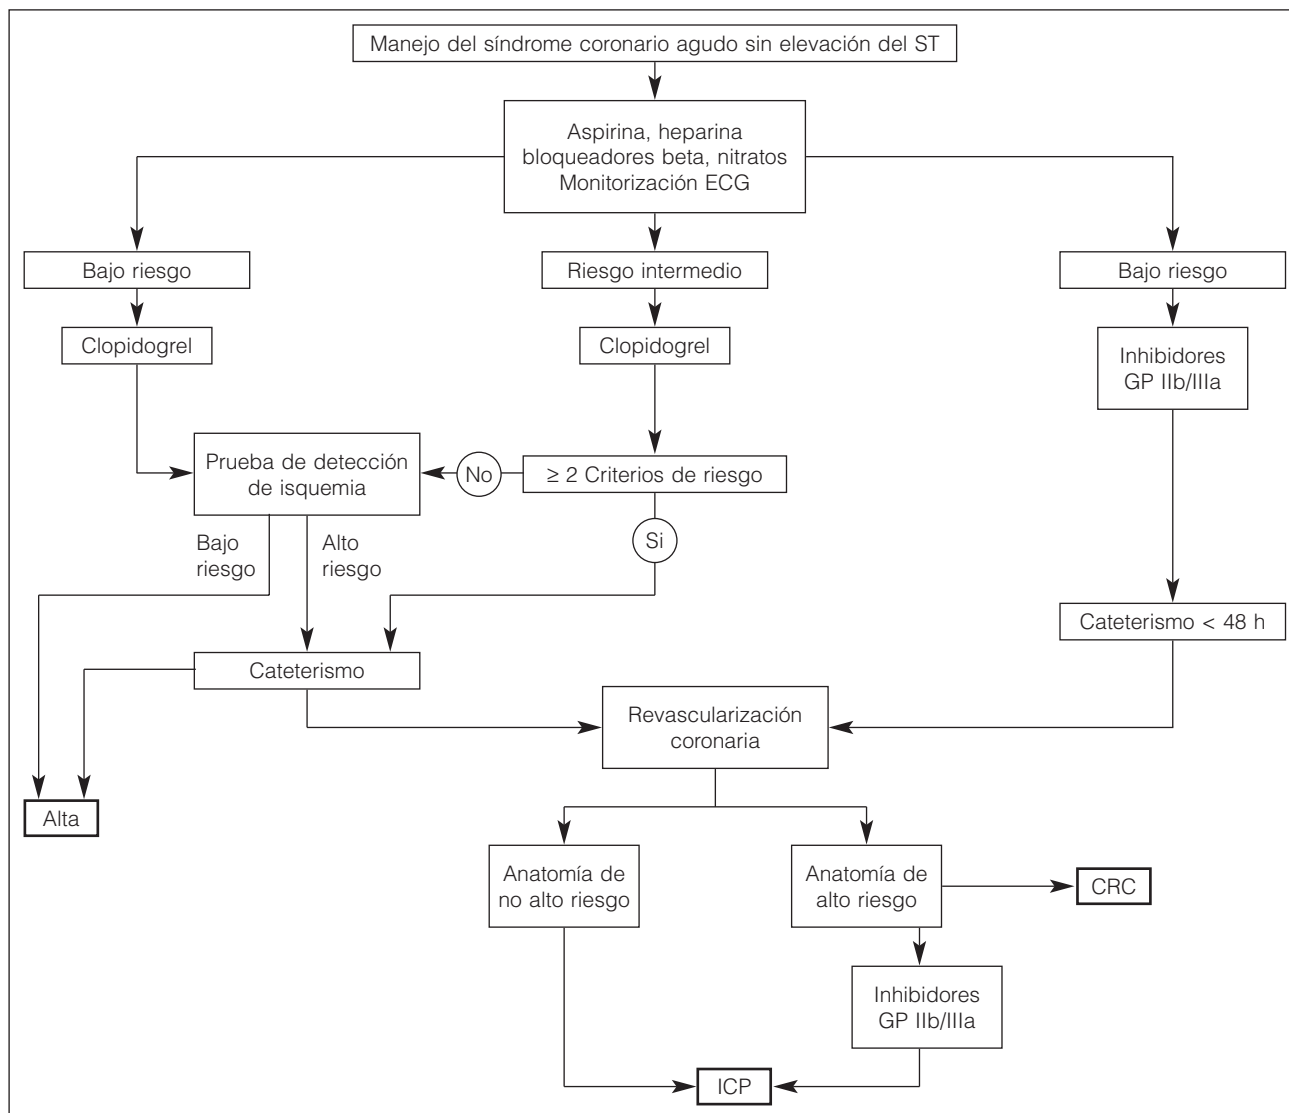 Manejo del síndrome coronario agudo sin elevación del ST
Aspirina, heparina
bloqueadores beta, nitratos
Monitorización ECG
Bajo riesgo
Riesgo intermedio
Bajo riesgo
Clopidogrel
Clopidogrel
Inhibidores
GP IIb/IIIa
Prueba de detección
de isquemia
No
≥ 2 Criterios de riesgo
Si
Bajo
riesgo
Alto
riesgo
Cateterismo < 48 h
Cateterismo
Revascularización
coronaria
Alta
Anatomía de
no alto riesgo
Anatomía de
alto riesgo
CRC
Inhibidores
GP IIb/IIIa
ICP